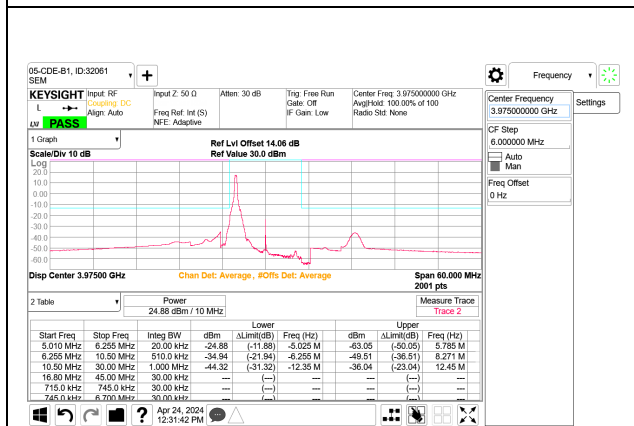 05-CDE-B1, ID:32061
SEM
Frequency
KEYSIGHT Input: RF Input Z: 50 Ω Atten: 30 dB Trig: Free Run Center Freq: 3.975000000 GHz
Coupling: DC Gate: Off Avg|Hold: 100.00% of 100
L Align: Auto Freq Ref: Int (S) IF Gain: Low Radio Std: None
NFE: Adaptive
LXI PASS
Center Frequency
3.975000000 GHz
Settings
CF Step
6.000000 MHz
Auto
Man
Freq Offset
0 Hz
1 Graph
Ref Lvl Offset 14.06 dB
Scale/Div 10 dB Ref Value 30.0 dBm
Log
20.0
10.0
0.00
-10.0
-20.0
-30.0
-40.0
-50.0
-60.0
Disp Center 3.97500 GHz Chan Det: Average, #Offs Det: Average Span 60.000 MHz
2001 pts
2 Table Power Measure Trace
24.88 dBm / 10 MHz Trace 2
Lower Upper
Start Freq Stop Freq Integ BW dBm ΔLimit(dB) Freq (Hz) dBm ΔLimit(dB) Freq (Hz)
5.010 MHz 6.255 MHz 20.00 kHz -24.88 (-11.88) -5.025 M -63.05 (-50.05) 5.785 M
6.255 MHz 10.50 MHz 510.0 kHz -34.94 (-21.94) -6.255 M -49.51 (-36.51) 8.271 M
10.50 MHz 30.00 MHz 1.000 MHz -44.32 (-31.32) -12.35 M -36.04 (-23.04) 12.45 M
16.80 MHz 45.00 MHz 30.00 kHz --- (---) --- --- (---) ---
715.0 kHz 745.0 kHz 30.00 kHz --- (---) --- --- (---) ---
745.0 kHz 6.700 MHz 30.00 kHz --- (---) --- --- (---) ---
? Apr 24, 2024
12:31:42 PM